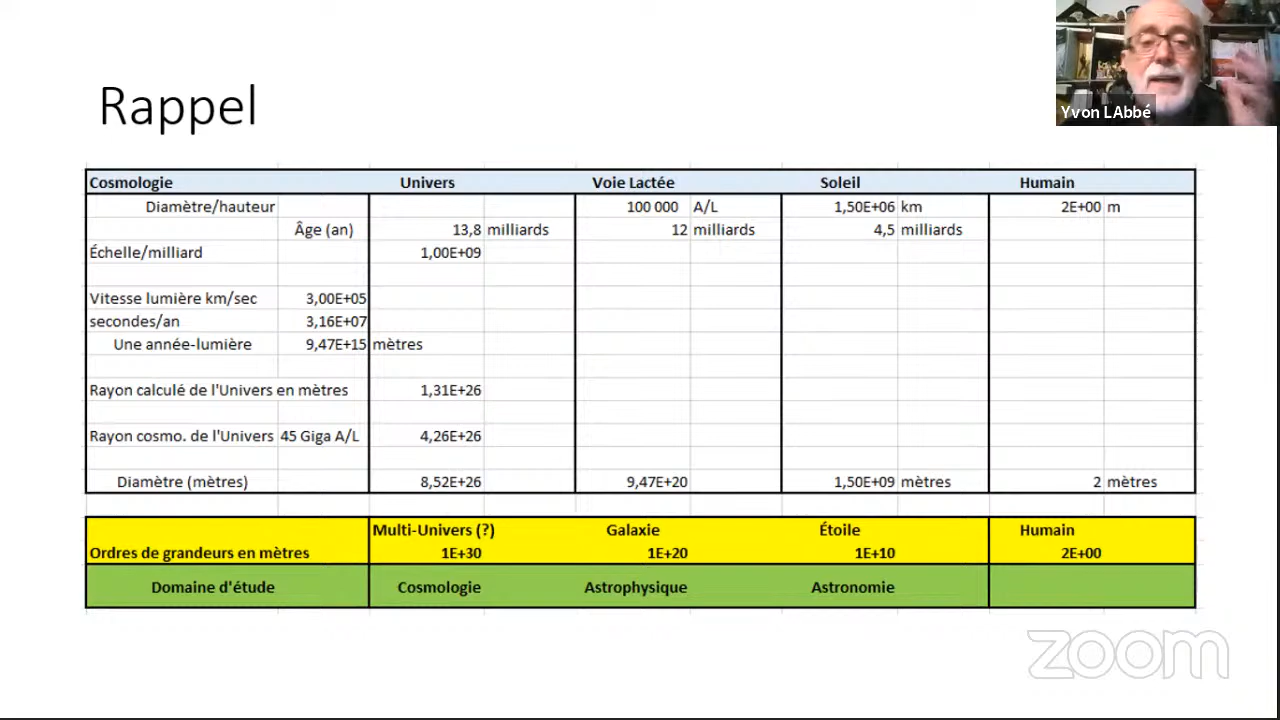 Yvon LAbbé
Rappel
Cosmologie Univers Voie Lactée Soleil Humain
Diamètre/hauteur 100 000 A/L 1,50E+06 km 2E+00 m
Âge (an) 13,8 milliards 12 milliards 4,5 milliards
Échelle/milliard 1,00E+09
Vitesse lumière km/sec 3,00E+05
secondes/an 3,16E+07
Une année-lumière 9,47E+15 mètres
Rayon calculé de l'Univers en mètres 1,31E+26
Rayon cosmo. de l'Univers 45 Giga A/L 4,26E+26
Diamètre (mètres) 8,52E+26 9,47E+20 1,50E+09 mètres 2 mètres
Multi-Univers (?) Galaxie Étoile Humain
Ordres de grandeurs en mètres 1E+30 1E+20 1E+10 2E+00
Domaine d'étude Cosmologie Astrophysique Astronomie
zoom